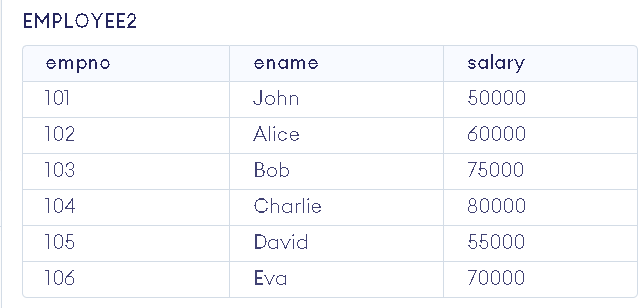 EMPLOYEE2
empno ename salary
101 John 50000
102 Alice 60000
103 Bob 75000
104 Charlie 80000
105 David 55000
106 Eva 70000